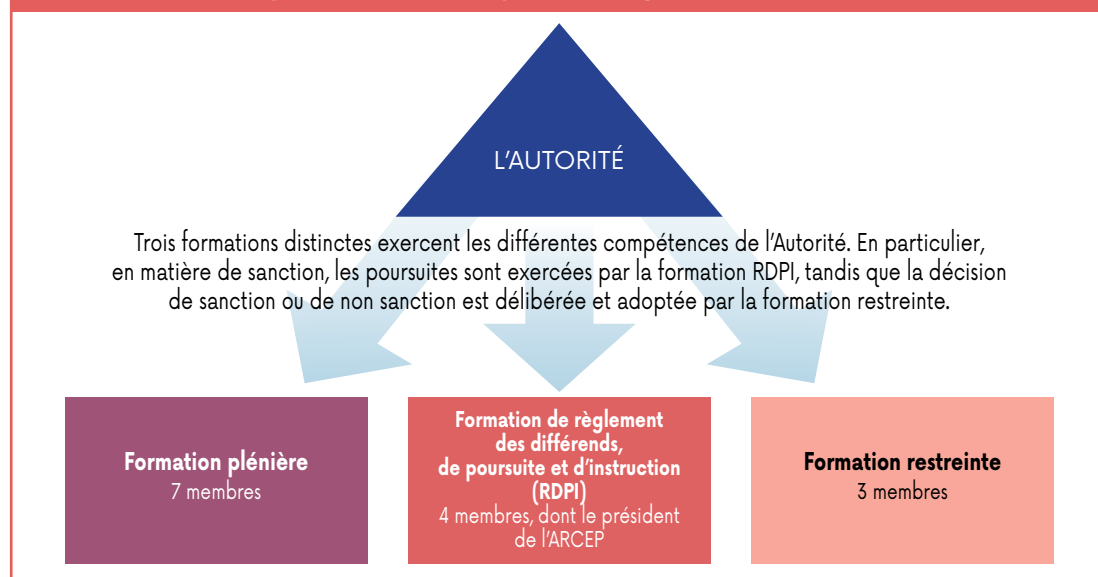 L'AUTORITÉ
Trois formations distinctes exercent les différentes compétences de l'Autorité. En particulier,
en matière de sanction, les poursuites sont exercées par la formation RDPI, tandis que la décision
de sanction ou de non sanction est délibérée et adoptée par la formation restreinte.
Formation plénière
7 membres
Formation de règlement
des différends,
de poursuite et d'instruction
(RDPI)
4 membres, dont le président
de l'ARCEP
Formation restreinte
3 membres